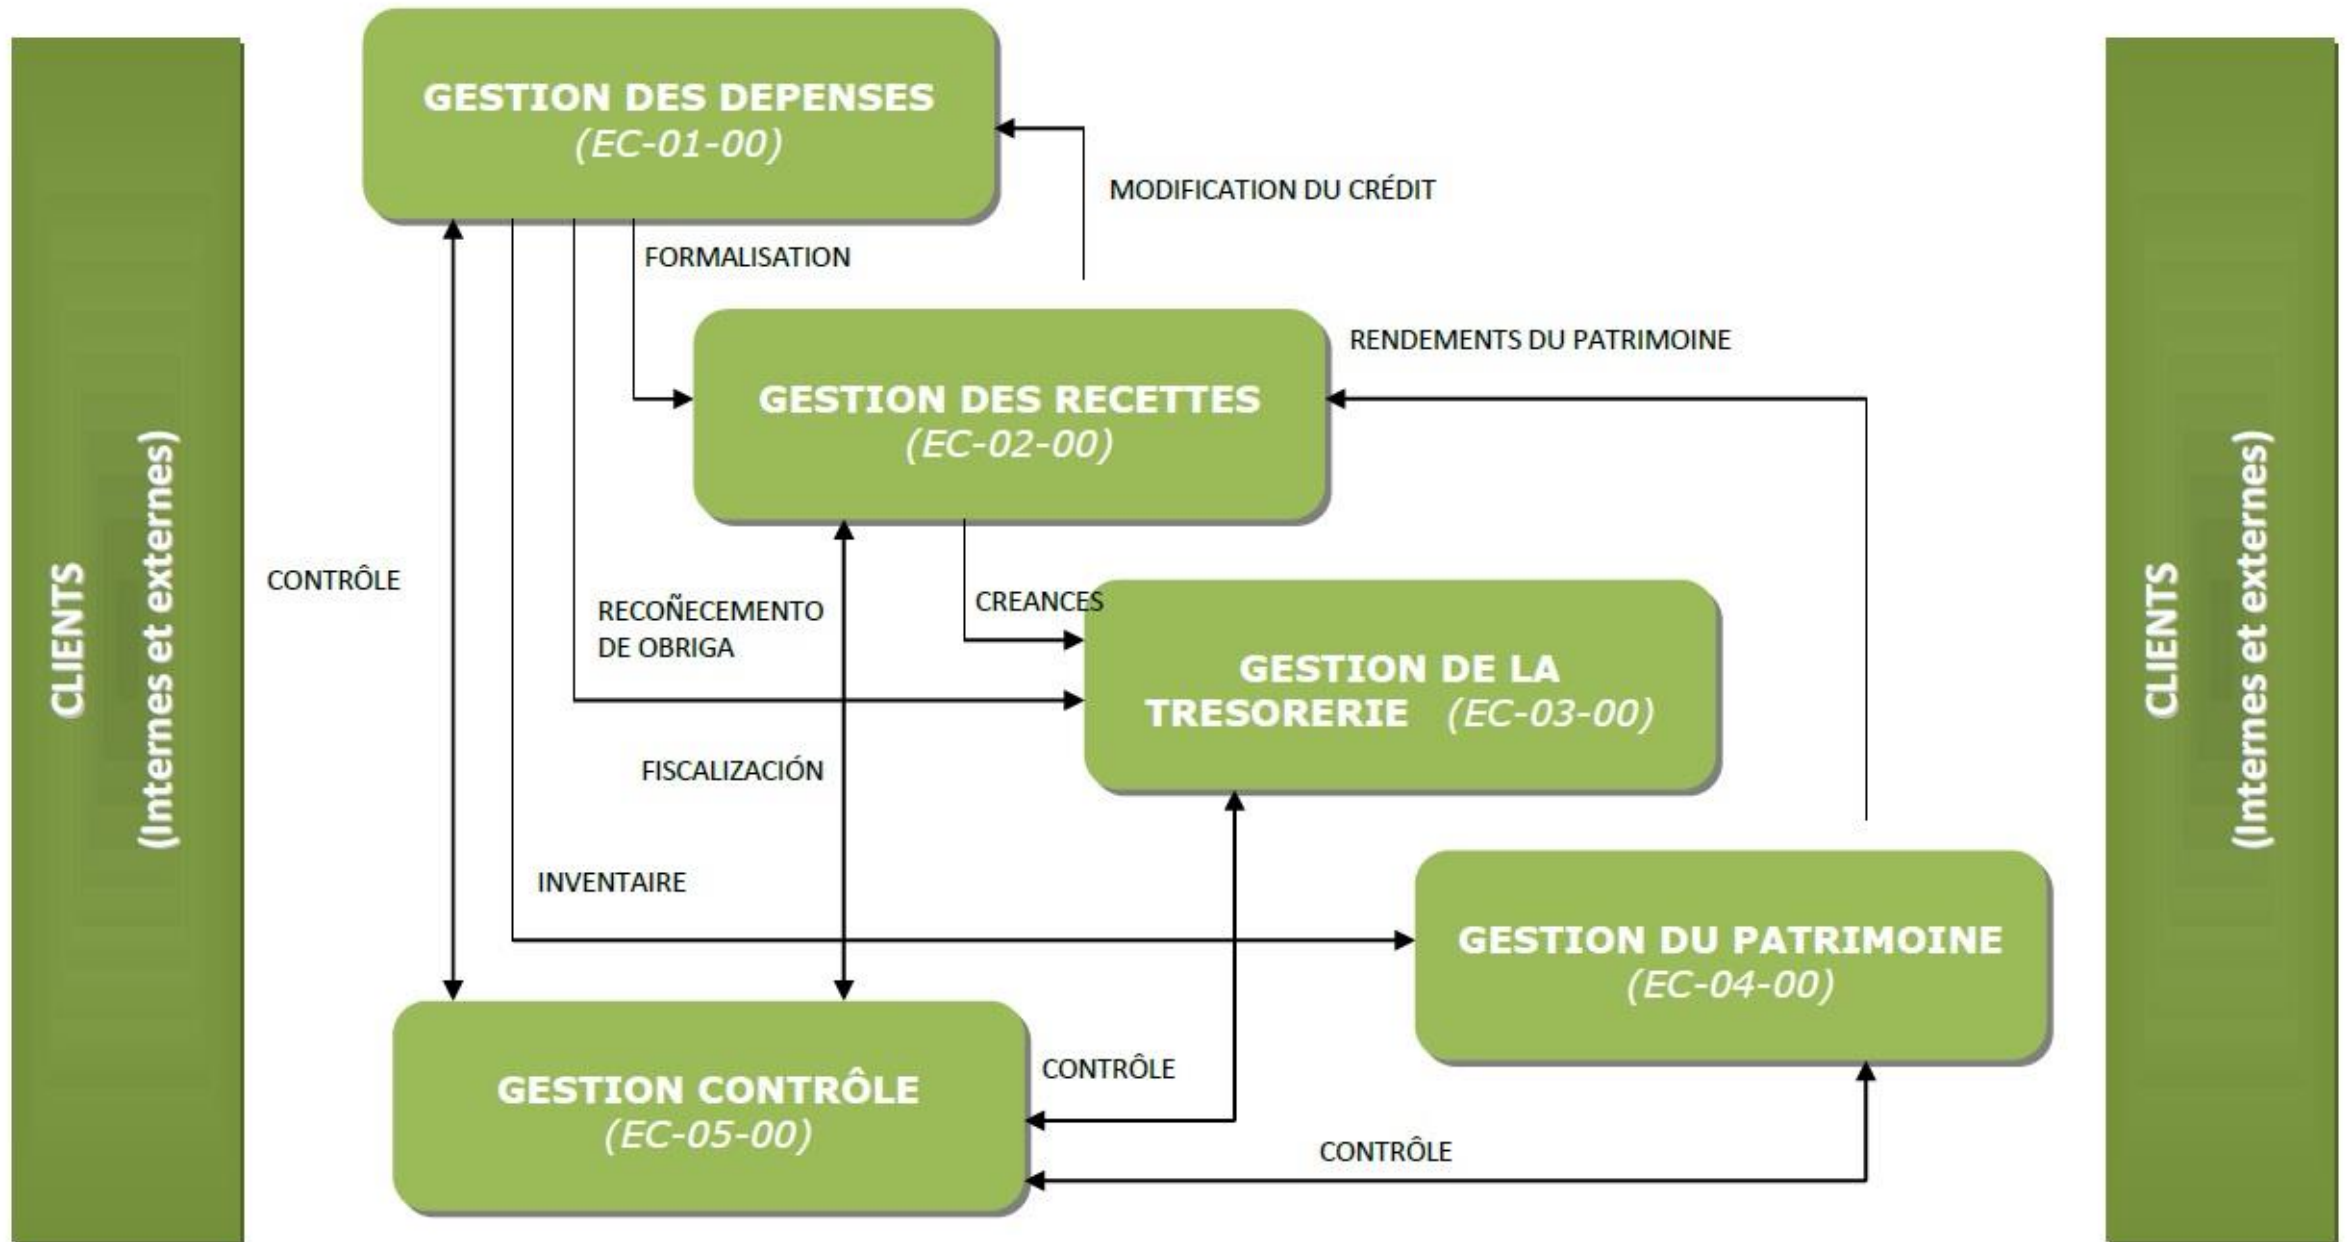 CLIENTS
(Internes et externes)
GESTION DES DEPENSES
(EC-01-00)
MODIFICATION DU CRÉDIT
FORMALISATION
RENDEMENTS DU PATRIMOINE
GESTION DES RECETTES
(EC-02-00)
CONTRÔLE
RECOÑECEMENTO
DE OBRIGA
CREANCES
GESTION DE LA
TRESORERIE (EC-03-00)
FISCALIZACIÓN
INVENTAIRE
GESTION DU PATRIMOINE
(EC-04-00)
GESTION CONTRÔLE
(EC-05-00)
CONTRÔLE
CONTRÔLE
CLIENTS
(Internes et externes)